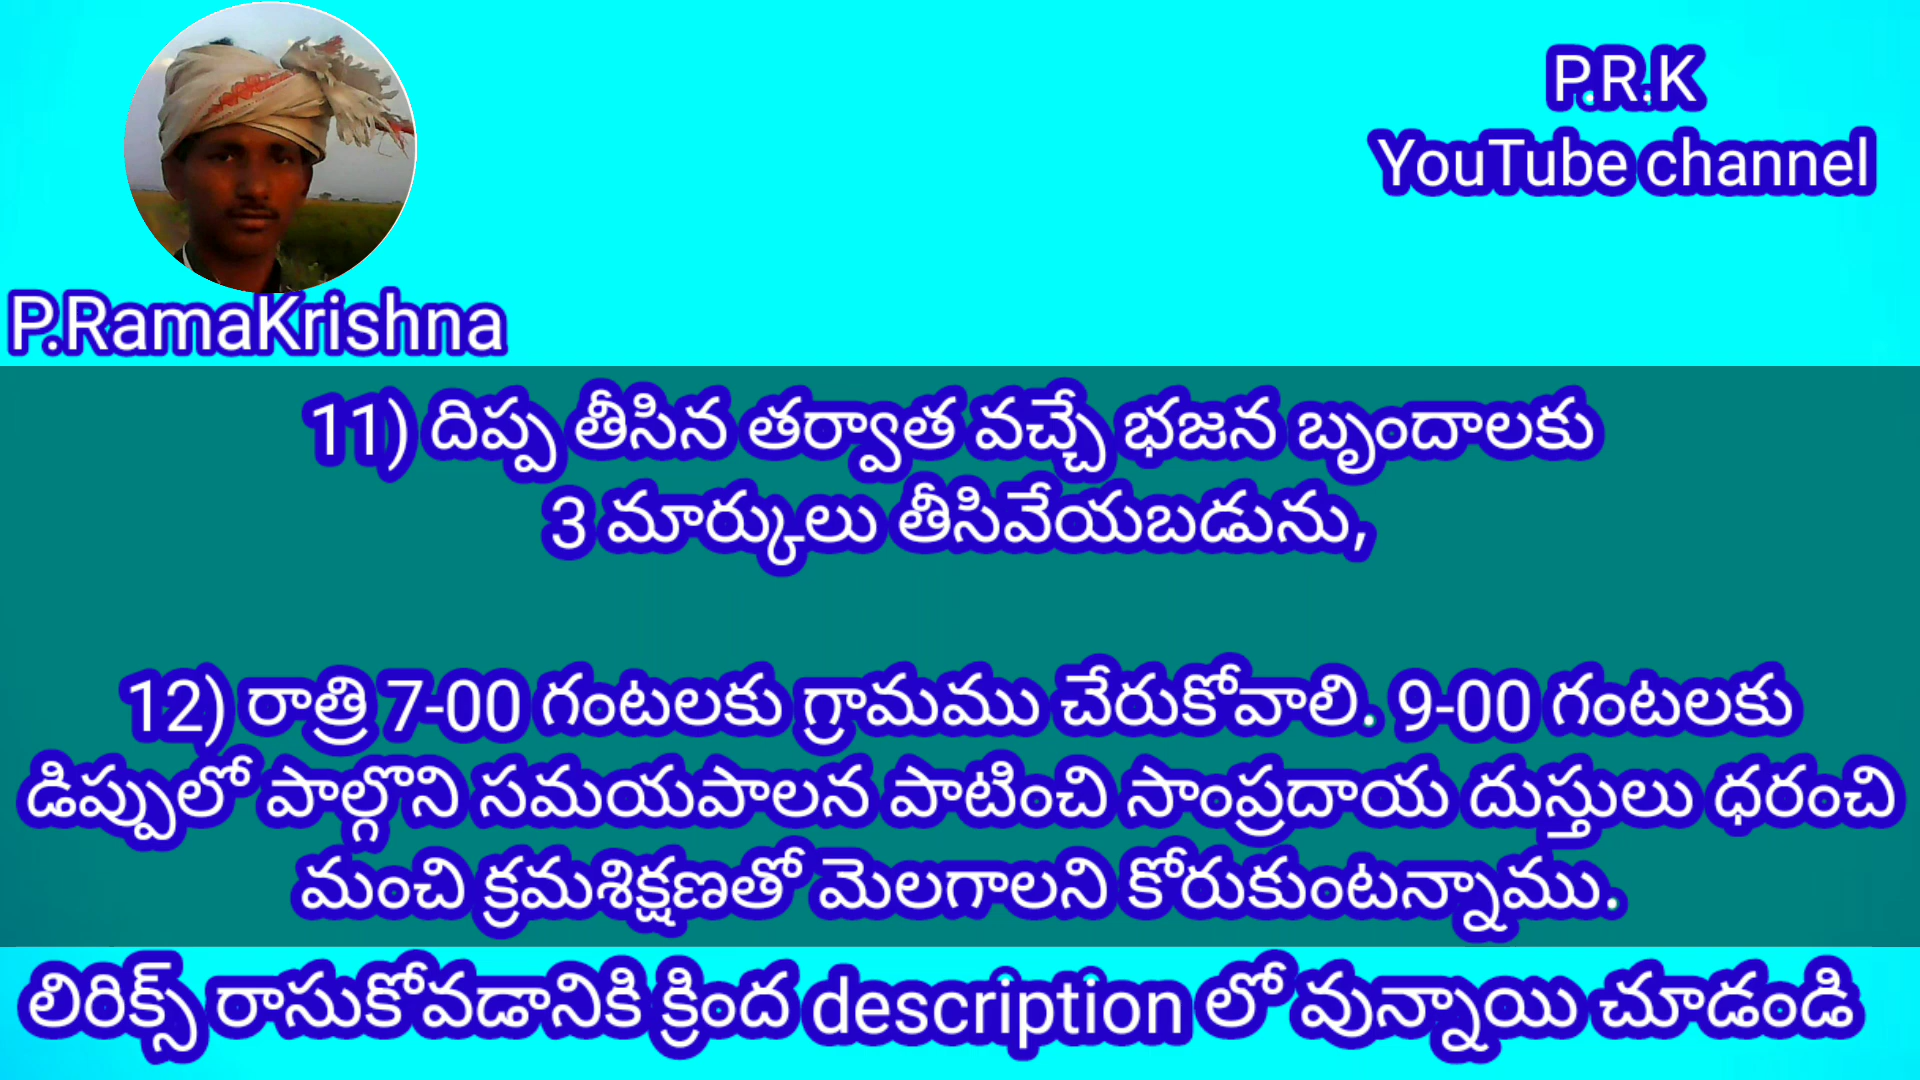 P.R.K
YouTube channel
P.RamaKrishna
11) దిప్ప తీసిన తర్వాత వచ్చే భజన బృందాలకు
3 మార్కులు తీసివేయబడును,
12) రాత్రి 7-00 గంటలకు గ్రామము చేరుకోవాలి. 9-00 గంటలకు
డిప్పులో పాల్గొని సమయపాలన పాటించి సాంప్రదాయ దుస్తులు ధరంచి
మంచి క్రమశిక్షణతో మెలగాలని కోరుకుంటన్నాము.
లిరిక్స్ రాసుకోవడానికి క్రింద description లో వున్నాయి చూడండి